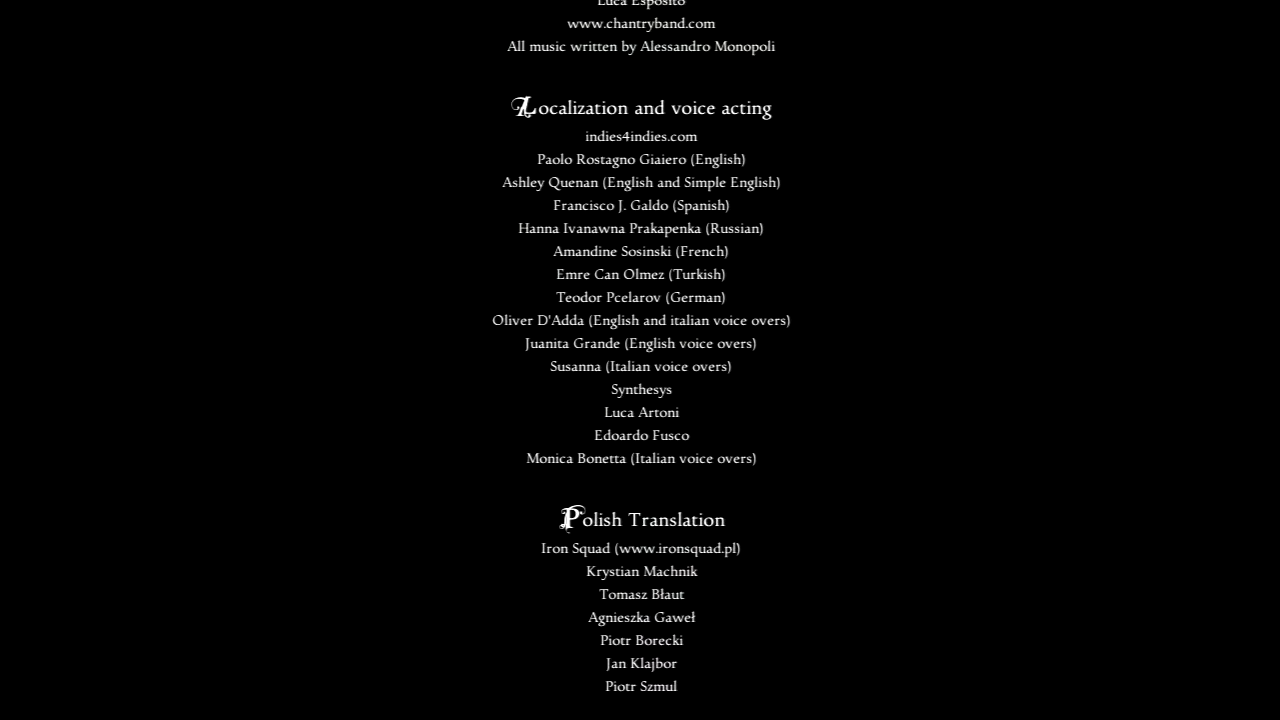 Luca Esposito
www.chantryband.com
All music written by Alessandro Monopoli
Localization and voice acting
indies4indies.com
Paolo Rostagno Giaiero (English)
Ashley Quenan (English and Simple English)
Francisco J. Galdo (Spanish)
Hanna Ivanawna Prakapenka (Russian)
Amandine Sosinski (French)
Emre Can Olmez (Turkish)
Teodor Pcelarov (German)
Oliver D'Adda (English and italian voice overs)
Juanita Grande (English voice overs)
Susanna (Italian voice overs)
Synthesys
Luca Artoni
Edoardo Fusco
Monica Bonetta (Italian voice overs)
Polish Translation
Iron Squad (www.ironsquad.pl)
Krystian Machnik
Tomasz Błaut
Agnieszka Gaweł
Piotr Borecki
Jan Klajbor
Piotr Szmul